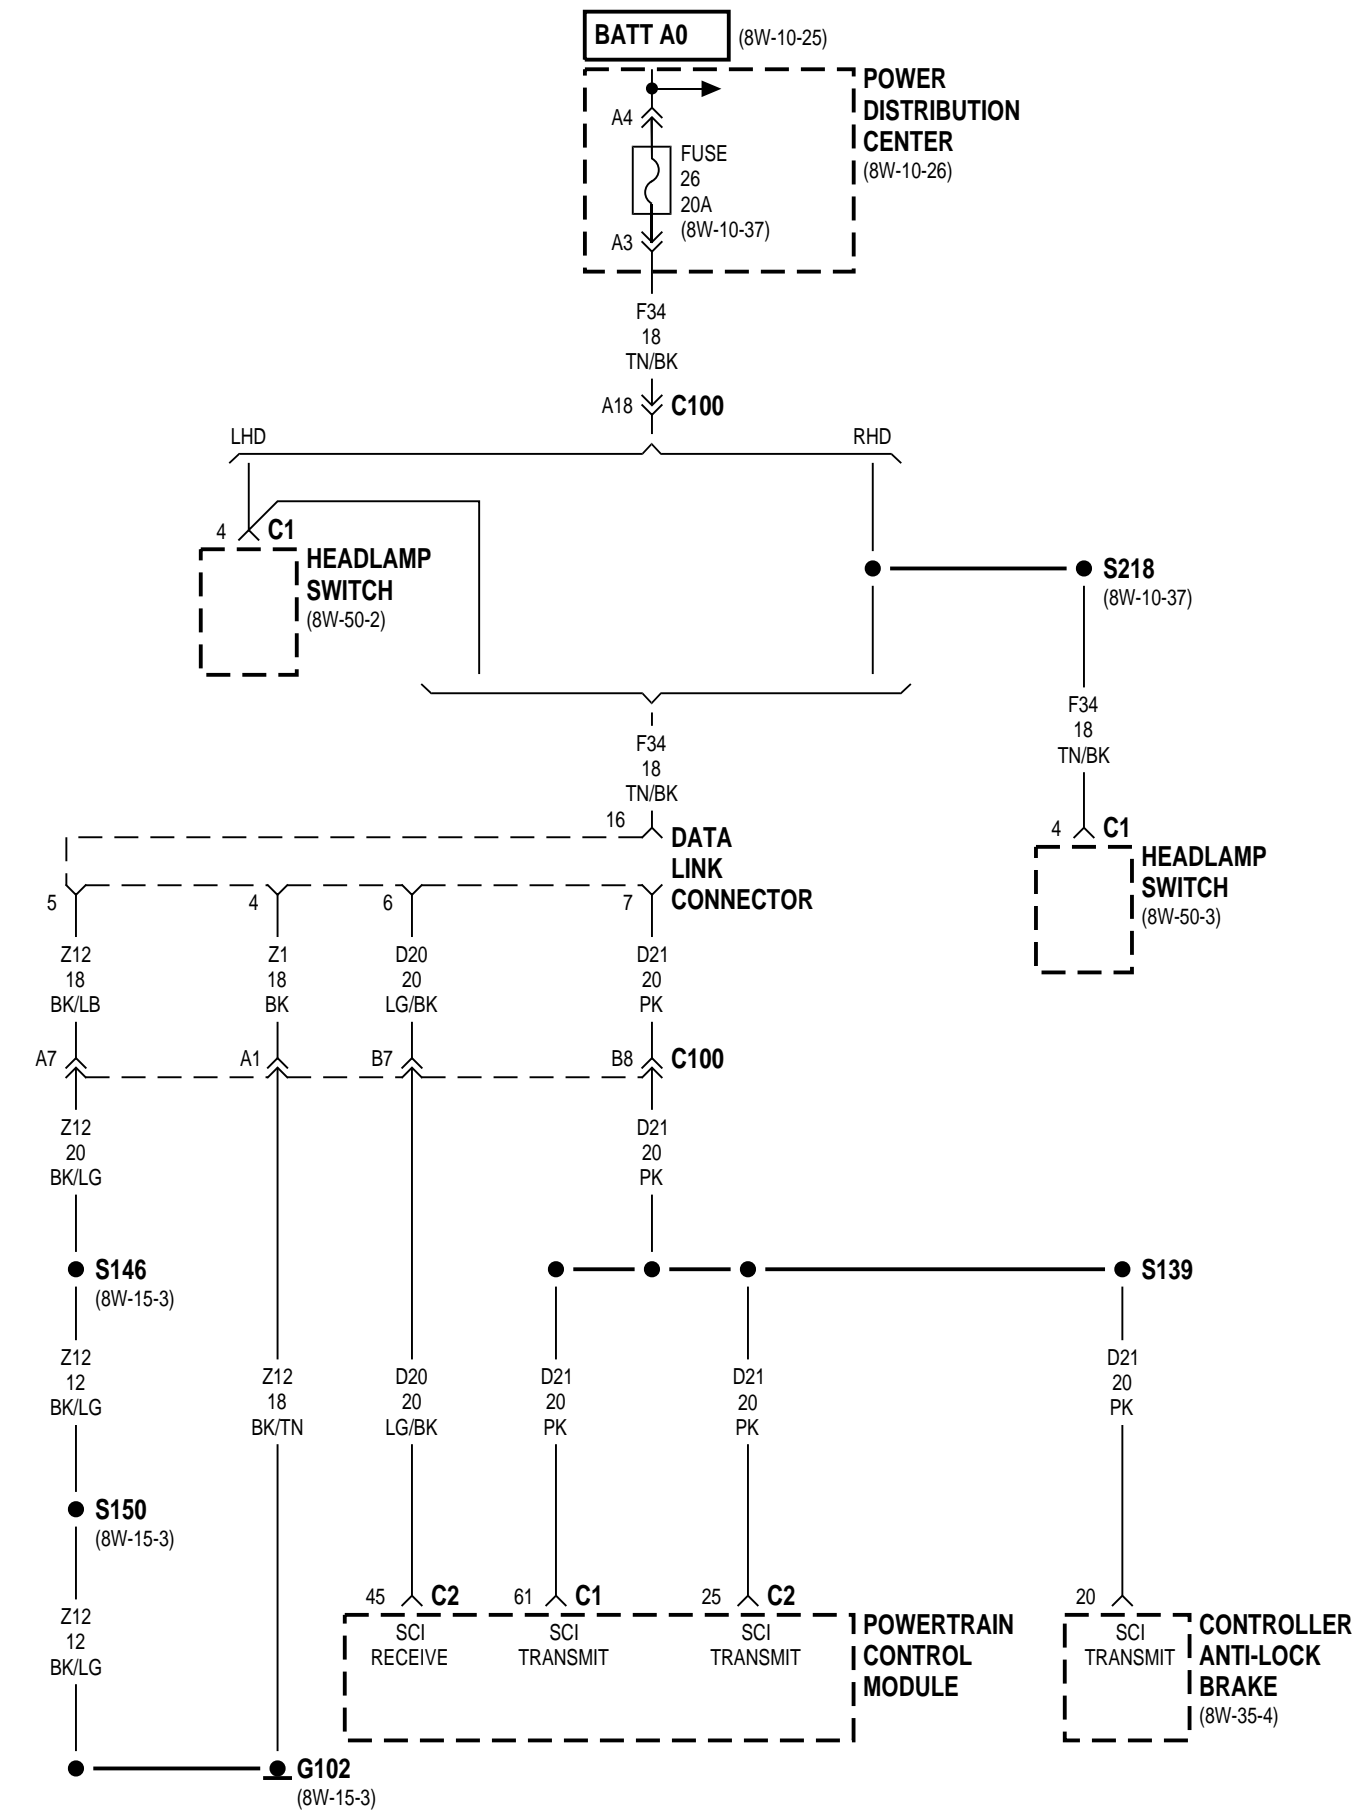 BATT A0 (8W-10-25)
POWER
DISTRIBUTION
CENTER
(8W-10-26)
A4
FUSE
26
20A
(8W-10-37)
A3
F34
18
TN/BK
A18 C100
LHD RHD
4 C1
HEADLAMP
SWITCH
(8W-50-2)
S218
(8W-10-37)
F34
18
TN/BK
F34
18
TN/BK
16
DATA
LINK
CONNECTOR
4 C1
HEADLAMP
SWITCH
(8W-50-3)
5 4 6 7
Z12 Z1 D20 D21
18 18 20 20
BK/LB BK LG/BK PK
A7 A1 B7 B8 C100
Z12 D21
20 20
BK/LG PK
S146
(8W-15-3)
S139
Z12 D21
12 20
BK/LG PK
Z12 D20 D21 D21
18 20 20 20
BK/TN LG/BK PK PK
S150
(8W-15-3)
45 C2 61 C1 25 C2 20
Z12
12
BK/LG
SCI SCI SCI SCI
RECEIVE TRANSMIT TRANSMIT TRANSMIT
POWERTRAIN
CONTROL
MODULE
CONTROLLER
ANTI-LOCK
BRAKE
(8W-35-4)
G102
(8W-15-3)